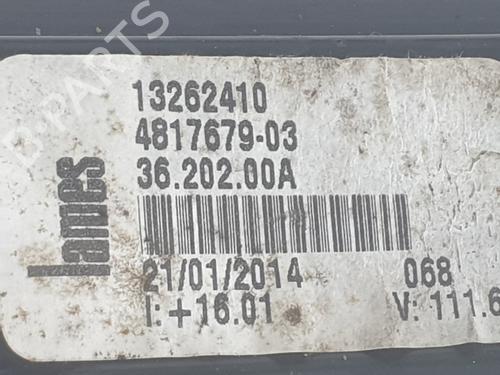 B-PARTS
13262410
4817679-03
36.202.00A
Lames
21/01/2014 068
I:+16.01 V: 111.6